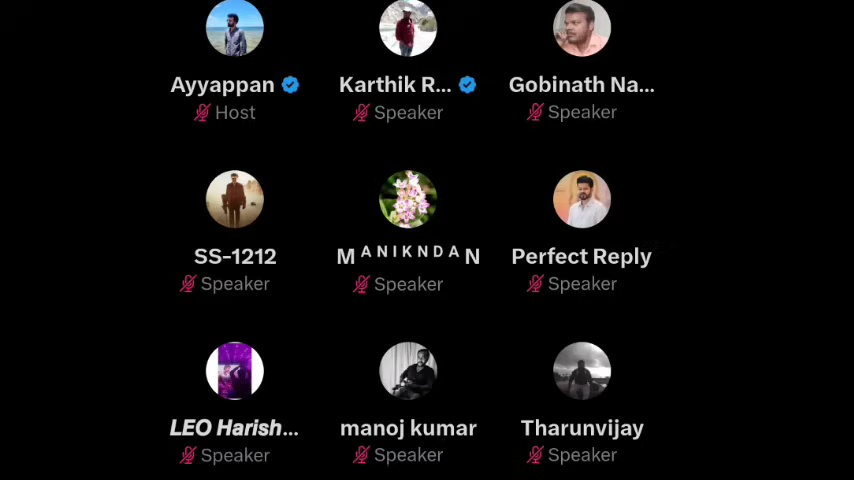 Ayyappan Karthik R... Gobinath Na...
Host Speaker Speaker
SS-1212 MANIKNDAN Perfect Reply
Speaker Speaker Speaker
LEO Harish... manoj kumar Tharunvijay
Speaker Speaker Speaker